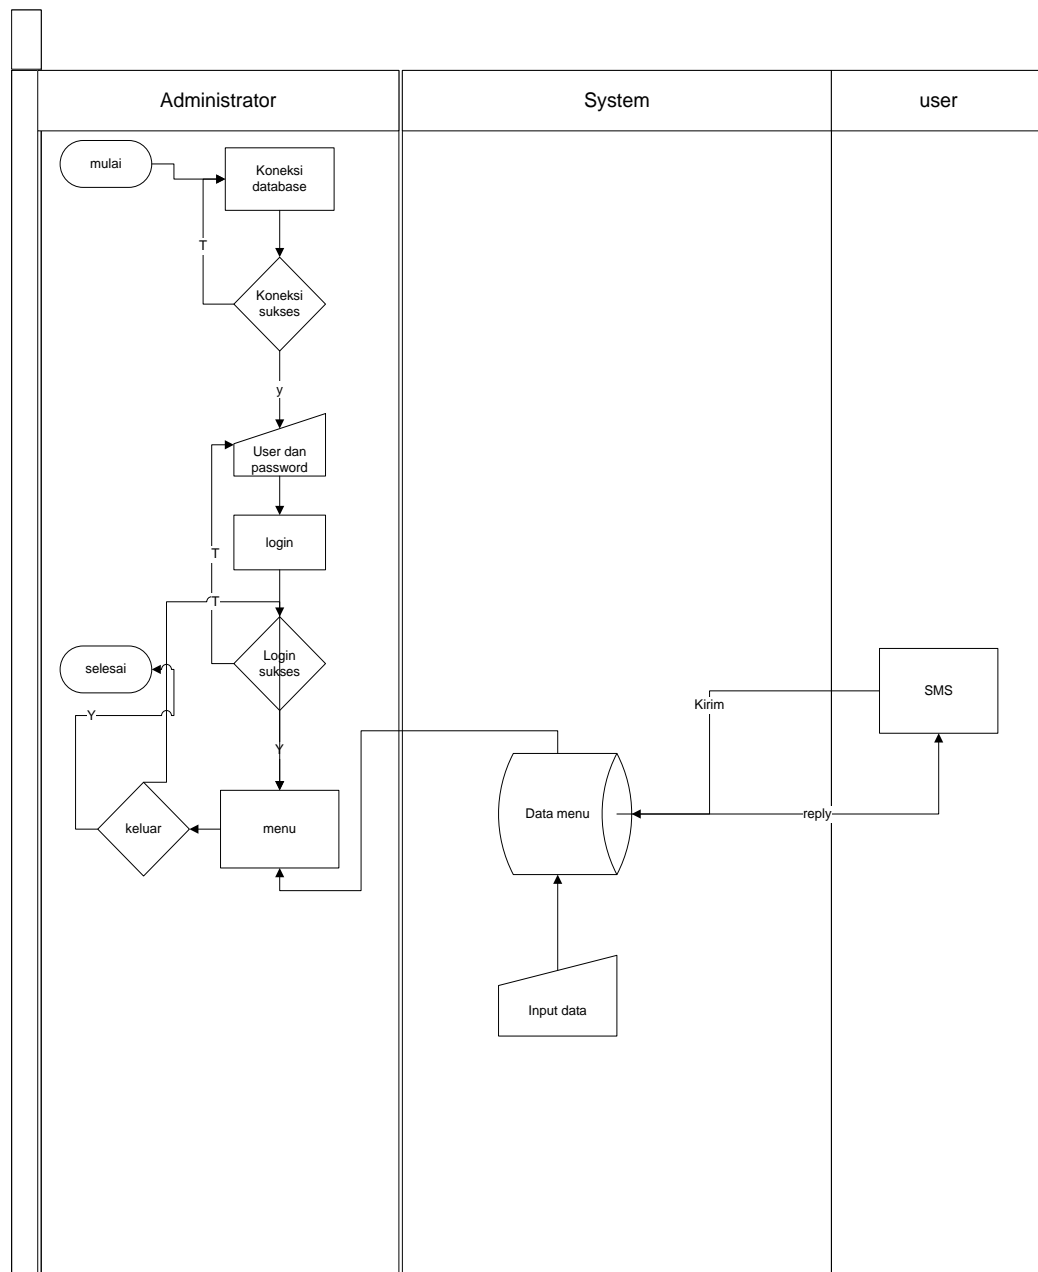 Administrator
System
user
mulai
Koneksi
database
T
Koneksi
sukses
y
User dan
password
login
T
T
Login
sukses
selesai
SMS
Kirim
Y
Y
Data menu
reply
keluar
menu
Input data